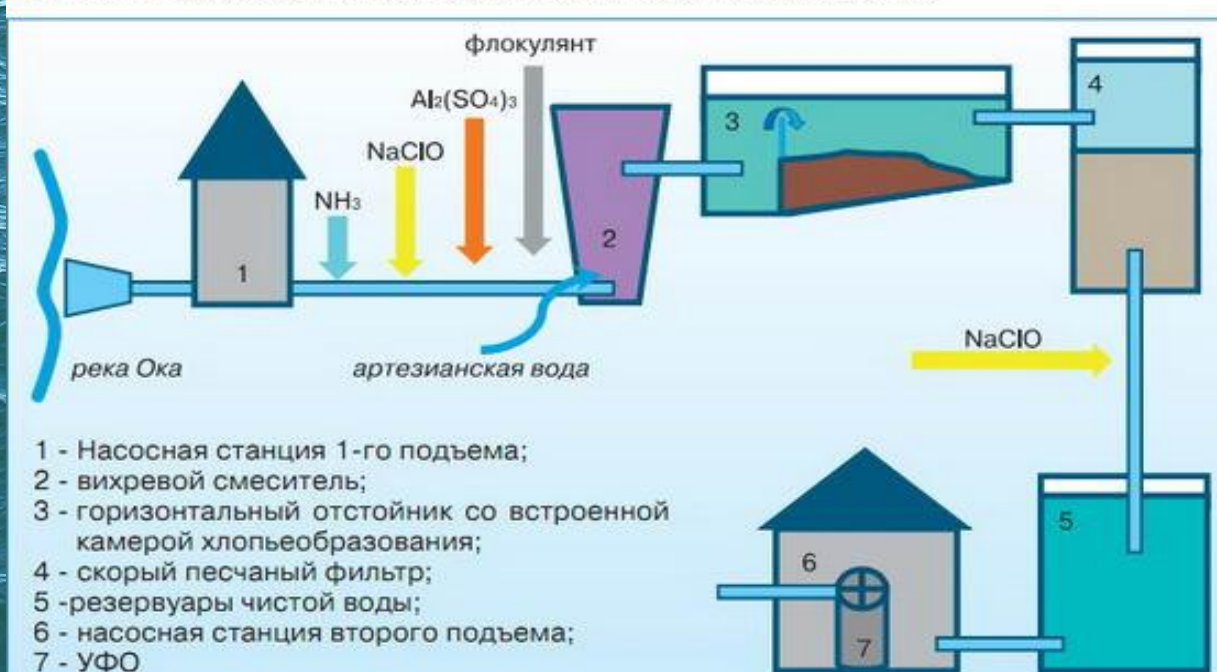 флокулянт
Al₂(SO₄)₃
NaClO
NH₃
1
2
3
4
река Ока
артезианская вода
NaClO
5
6
7
1 - Насосная станция 1-го подъема;
2 - вихревой смеситель;
3 - горизонтальный отстойник со встроенной
камерой хлопьеобразования;
4 - скорый песчаный фильтр;
5 -резервуары чистой воды;
6 - насосная станция второго подъема;
7 - УФО